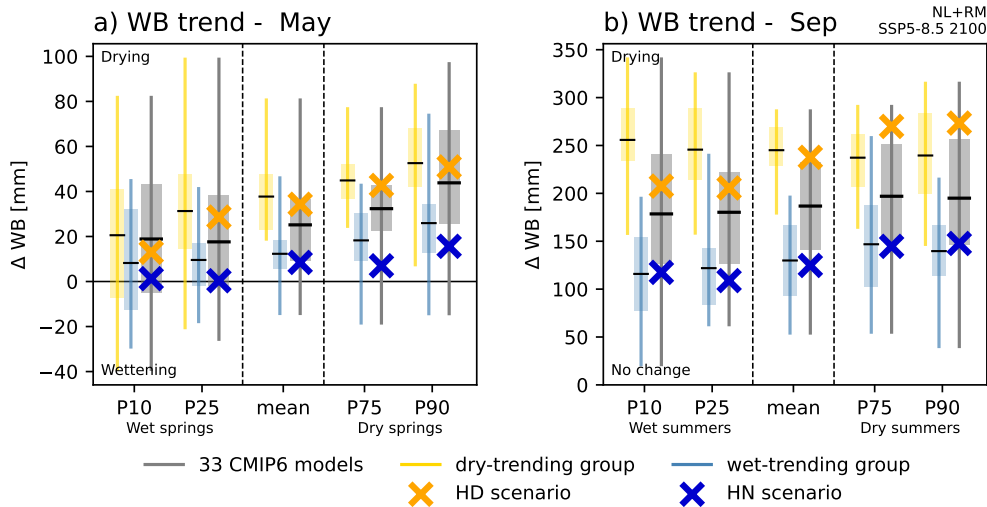 a) WB trend - May
b) WB trend - Sep
NL+RM
SSP5-8.5 2100
Δ WB [mm]
100
80
60
40
20
0
−20
−40
Drying
Wettening
P10 P25 mean P75 P90
Wet springs Dry springs
Δ WB [mm]
350
300
250
200
150
100
50
0
Drying
No change
P10 P25 mean P75 P90
Wet summers Dry summers
33 CMIP6 models dry-trending group wet-trending group
HD scenario HN scenario